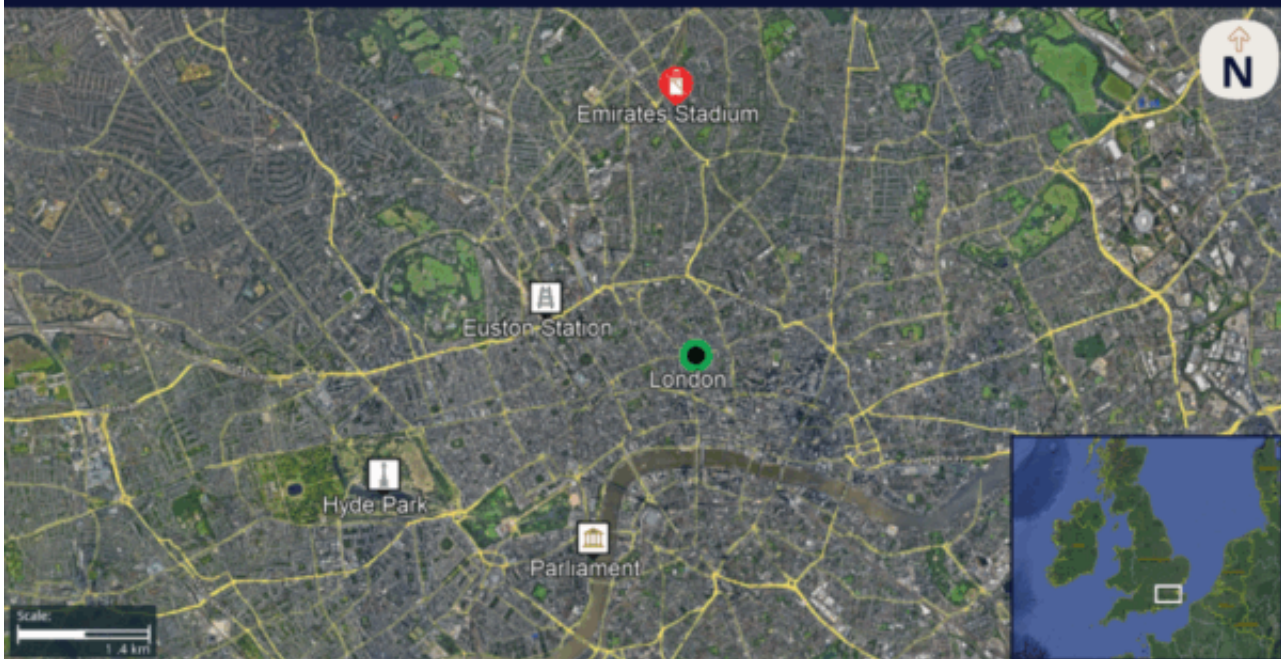 N
Emirates Stadium
Euston Station
London
Hyde Park
Parliament
Scale:
1.4 km